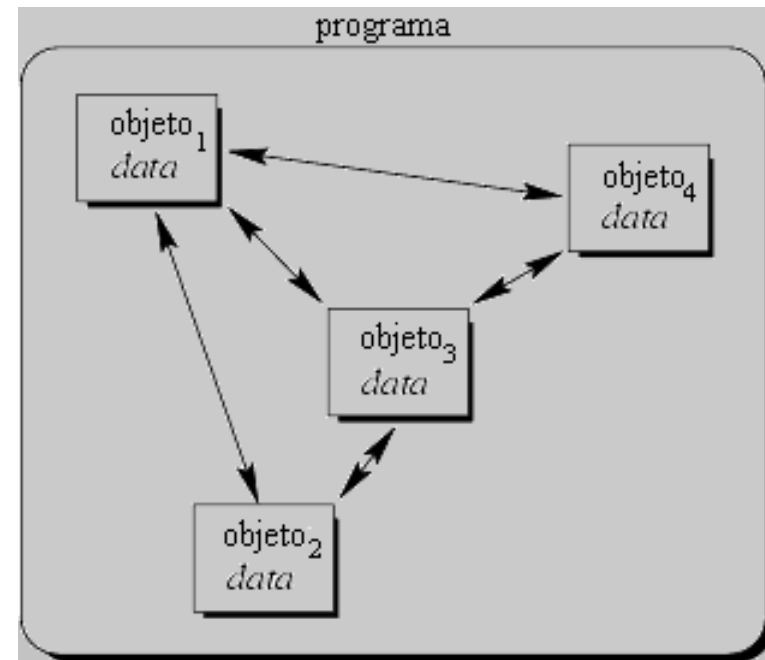 programa
objeto1
data
objeto4
data
objeto3
data
objeto2
data